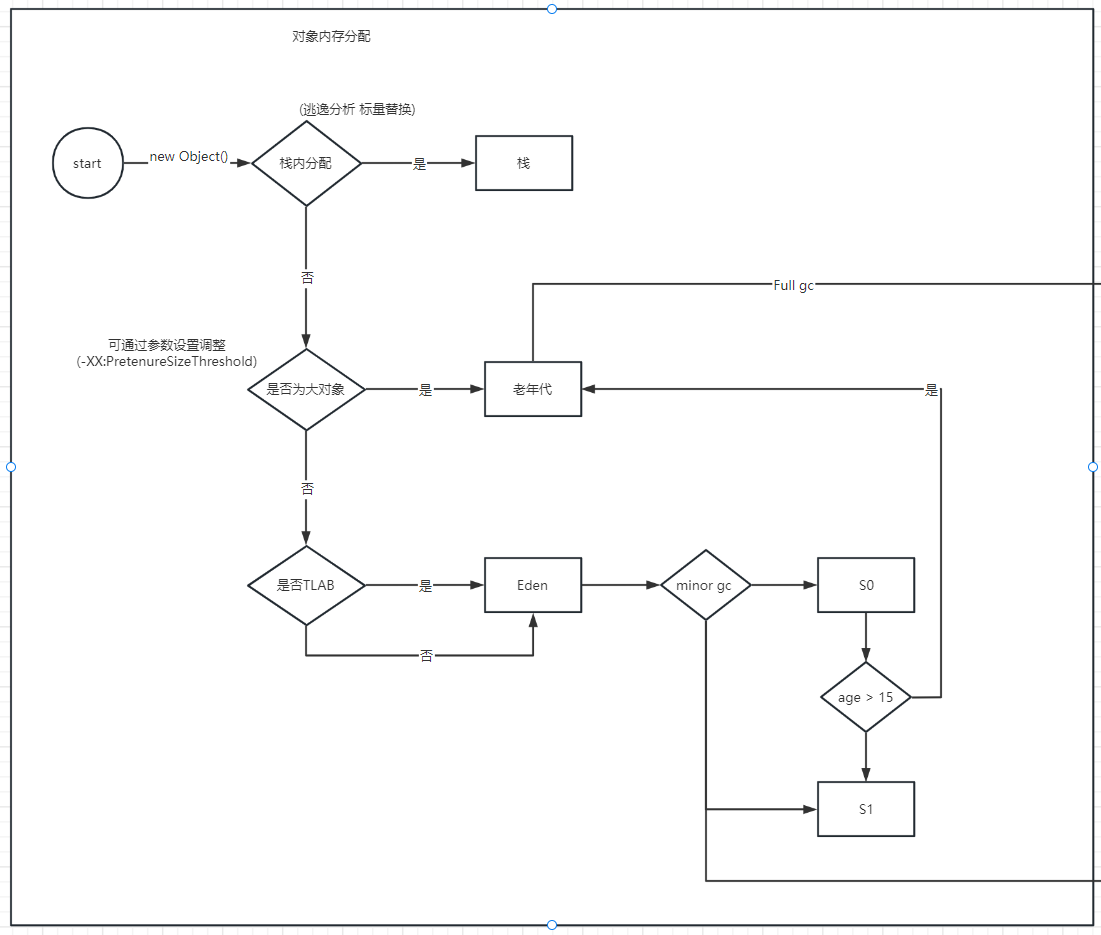 对象内存分配
(逃逸分析 标量替换)
start
new Object()
栈内分配
是
栈
否
Full gc
可通过参数设置调整
(-XX:PretenureSizeThreshold)
是否为大对象
是
老年代
是
否
是否TLAB
是
Eden
minor gc
S0
否
age > 15
S1